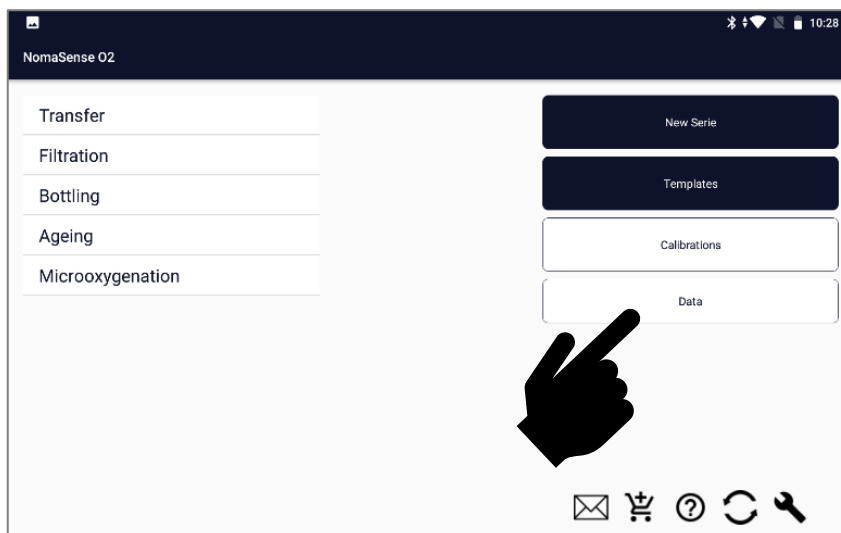 10:28
NomaSense O2
Transfer
Filtration
Bottling
Ageing
Microoxygenation
New Serie
Templates
Calibrations
Data